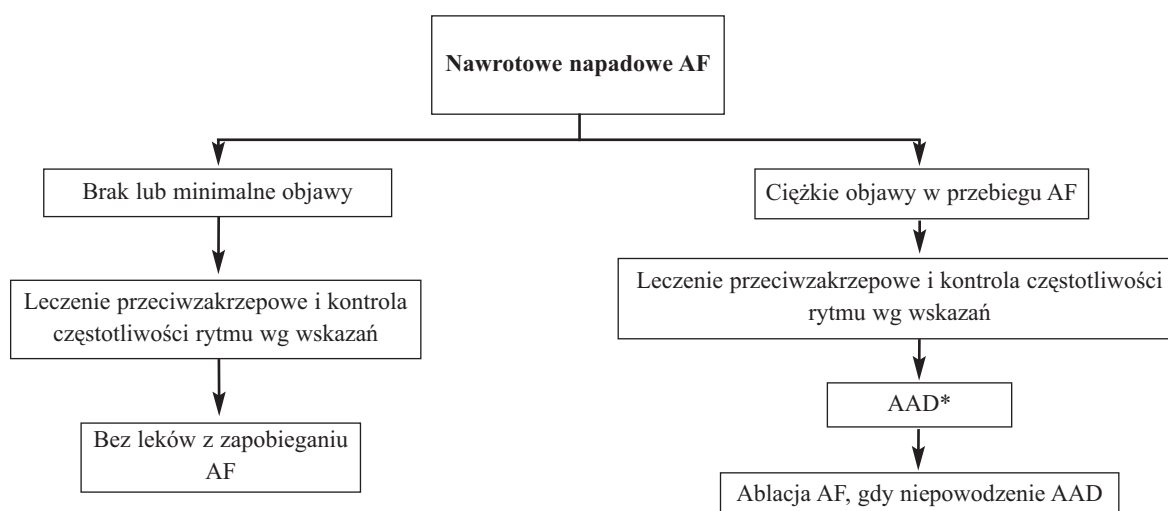 Nawrotowe napadowe AF
Brak lub minimalne objawy
Leczenie przeciwzakrzepowe i kontrola
częstotliwości rytmu wg wskazań
Bez leków z zapobieganiu
AF
Ciężkie objawy w przebiegu AF
Leczenie przeciwzakrzepowe i kontrola częstotliwości
rytmu wg wskazań
AAD*
Ablacja AF, gdy niepowodzenie AAD